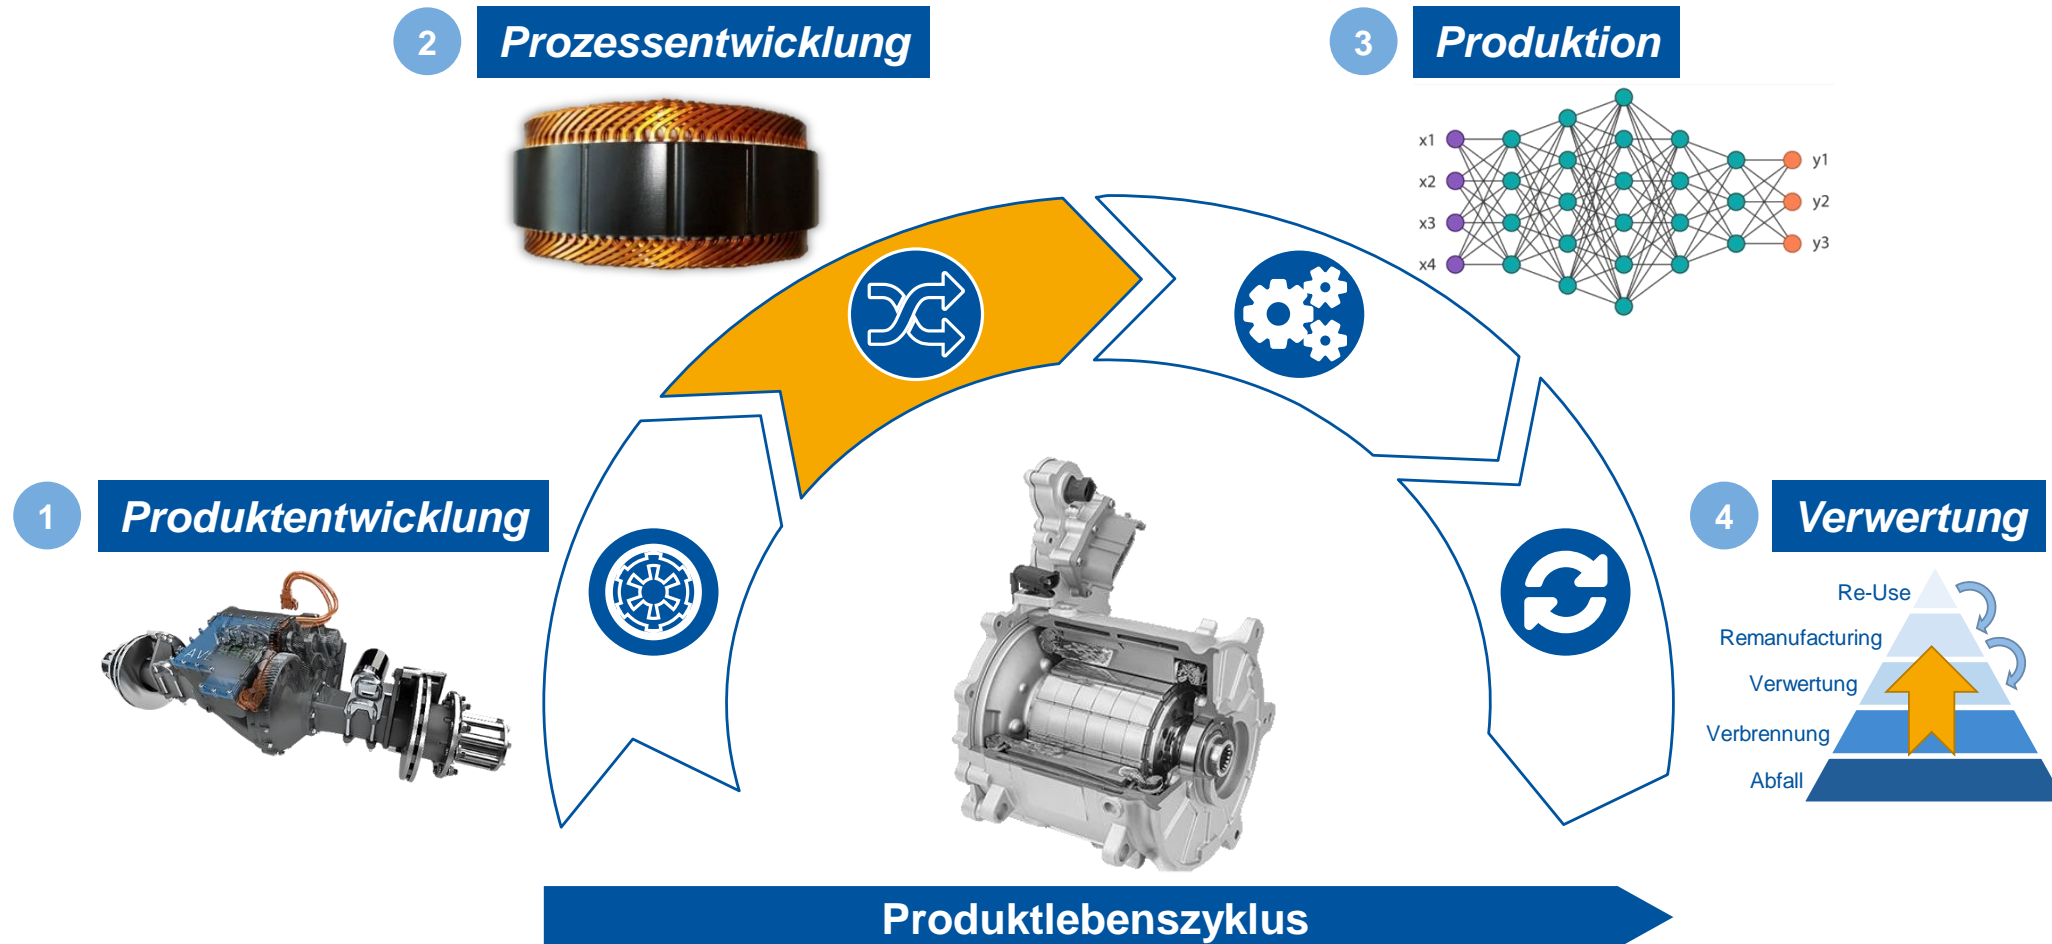 2
Prozessentwicklung
3
Produktion
x1
x2
x3
x4
y1
y2
y3
1
Produktentwicklung
AVL
4
Verwertung
Re-Use
Remanufacturing
Verwertung
Verbrennung
Abfall
Produktlebenszyklus